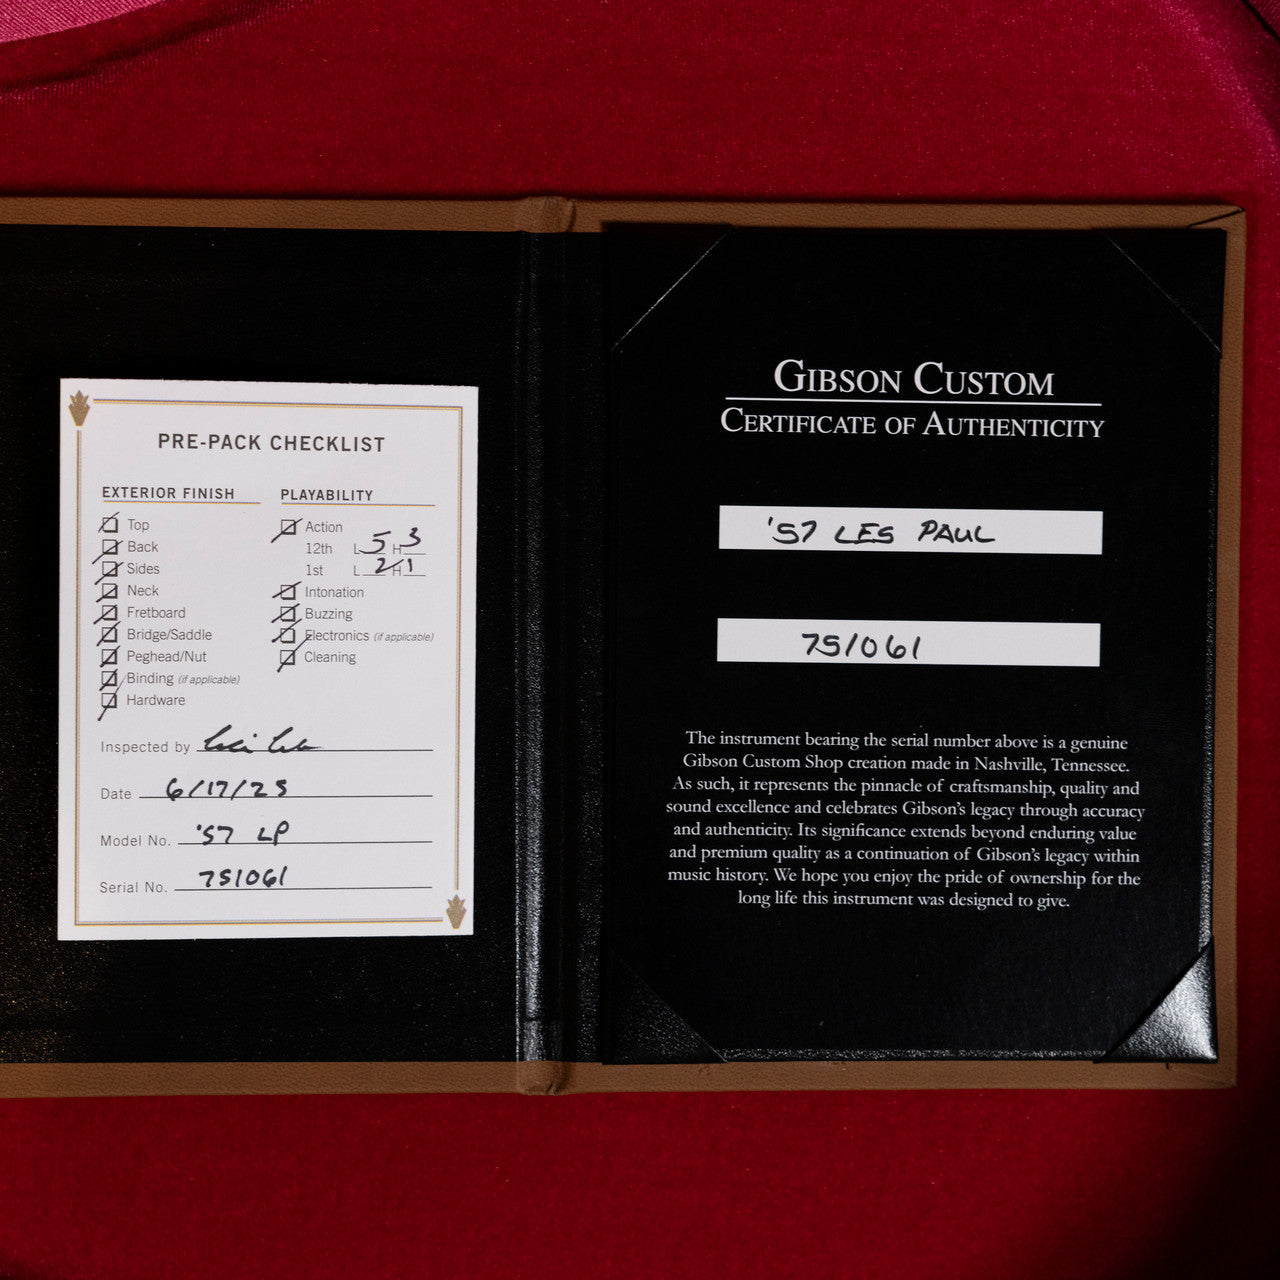 PRE-PACK CHECKLIST
EXTERIOR FINISH
Top
Back
Sides
Neck
Fretboard
Bridge/Saddle
Peghead/Nut
Binding (if applicable)
Hardware
PLAYABILITY
Action
12th L 5 H 3
1st L 2 H 1
Intonation
Buzzing
Electronics (if applicable)
Cleaning
Inspected by
Date 6/17/25
Model No. '57 LP
Serial No. 751061
GIBSON CUSTOM
CERTIFICATE OF AUTHENTICITY
'57 LES PAUL
751061
The instrument bearing the serial number above is a genuine
Gibson Custom Shop creation made in Nashville, Tennessee.
As such, it represents the pinnacle of craftsmanship, quality and
sound excellence and celebrates Gibson's legacy through accuracy
and authenticity. Its significance extends beyond enduring value
and premium quality as a continuation of Gibson's legacy within
music history. We hope you enjoy the pride of ownership for the
long life this instrument was designed to give.